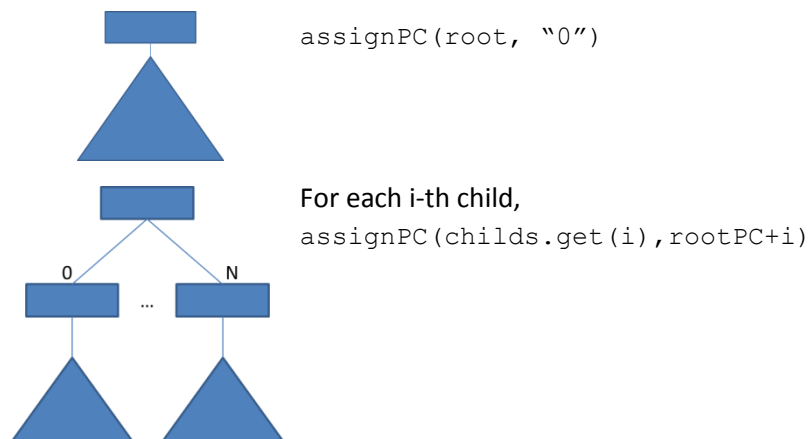 assignPC(root, “0”)
For each i-th child,
assignPC(childs.get(i),rootPC+i)
0 N
...